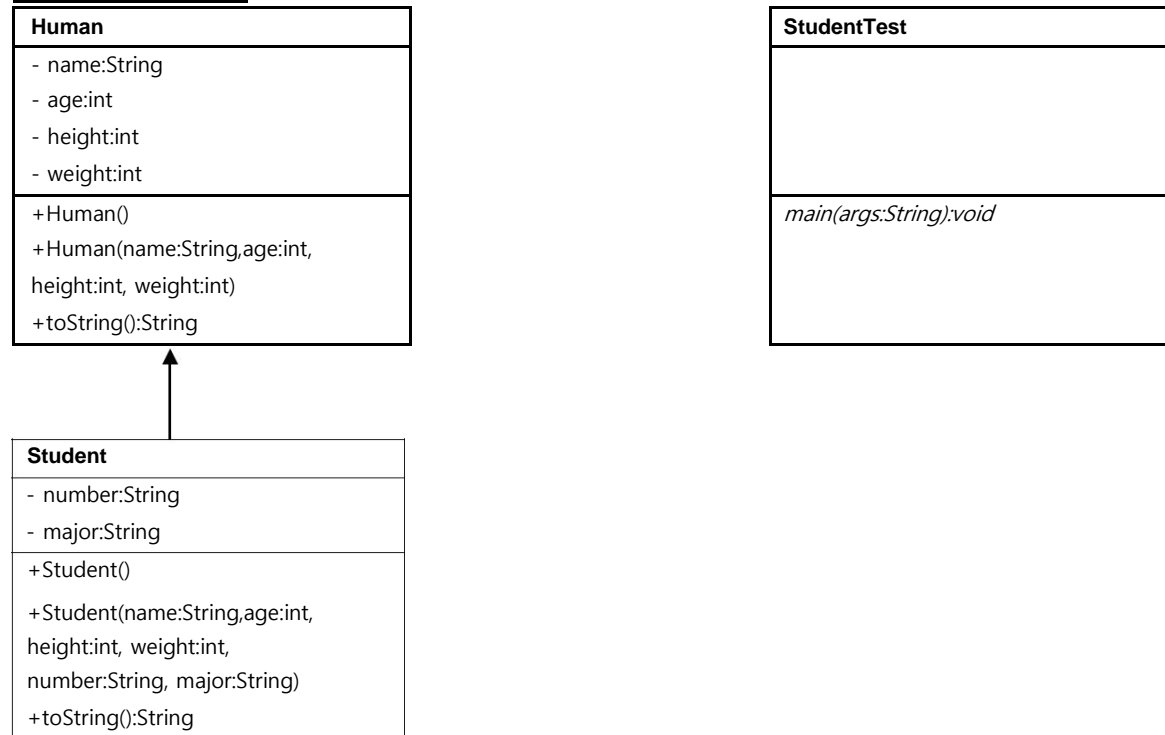 Human
- name:String
- age:int
- height:int
- weight:int
+Human()
+Human(name:String,age:int,
height:int, weight:int)
+toString():String
StudentTest
main(args:String):void
Student
- number:String
- major:String
+Student()
+Student(name:String,age:int,
height:int, weight:int,
number:String, major:String)
+toString():String